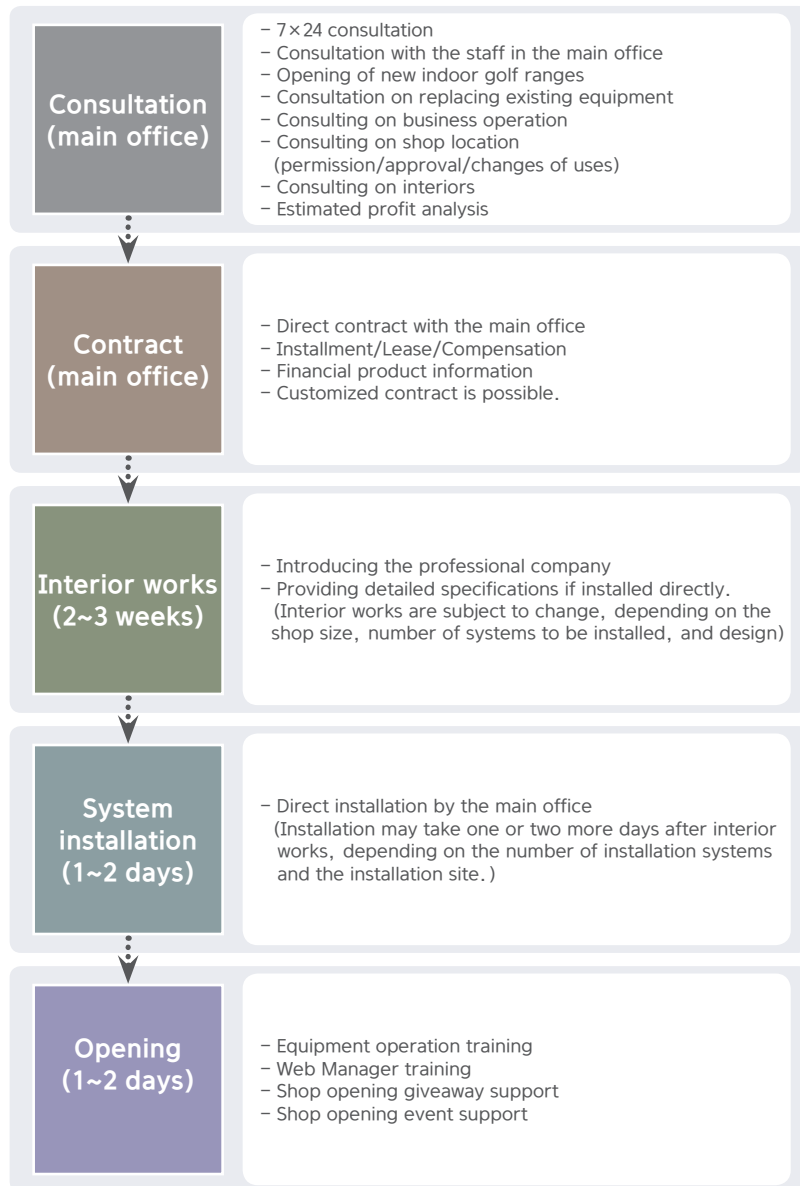 Consultation
(main office)
– 7×24 consultation
– Consultation with the staff in the main office
– Opening of new indoor golf ranges
– Consultation on replacing existing equipment
– Consulting on business operation
– Consulting on shop location
(permission/approval/changes of uses)
– Consulting on interiors
– Estimated profit analysis
Contract
(main office)
– Direct contract with the main office
– Installment/Lease/Compensation
– Financial product information
– Customized contract is possible.
Interior works
(2~3 weeks)
– Introducing the professional company
– Providing detailed specifications if installed directly.
(Interior works are subject to change, depending on the
shop size, number of systems to be installed, and design)
System
installation
(1~2 days)
– Direct installation by the main office
(Installation may take one or two more days after interior
works, depending on the number of installation systems
and the installation site.)
Opening
(1~2 days)
– Equipment operation training
– Web Manager training
– Shop opening giveaway support
– Shop opening event support